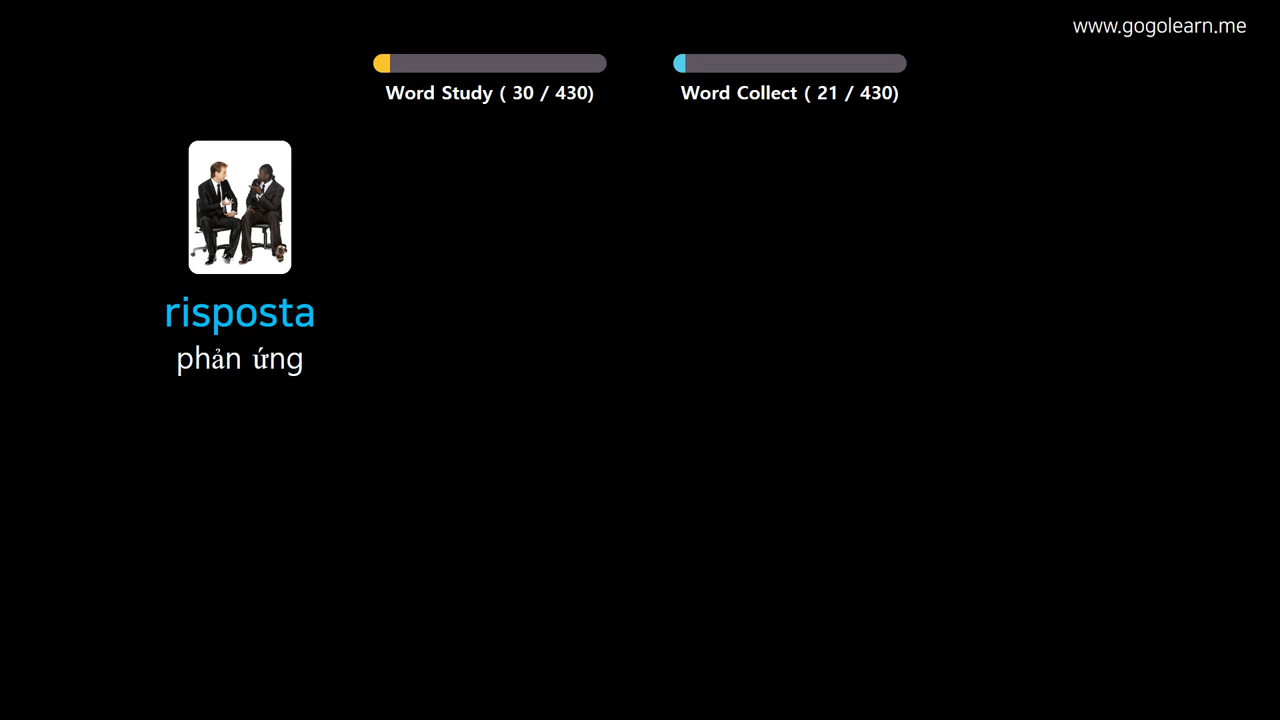 www.gogolearn.me
Word Study ( 30 / 430)
Word Collect ( 21 / 430)
risposta
phản ứng